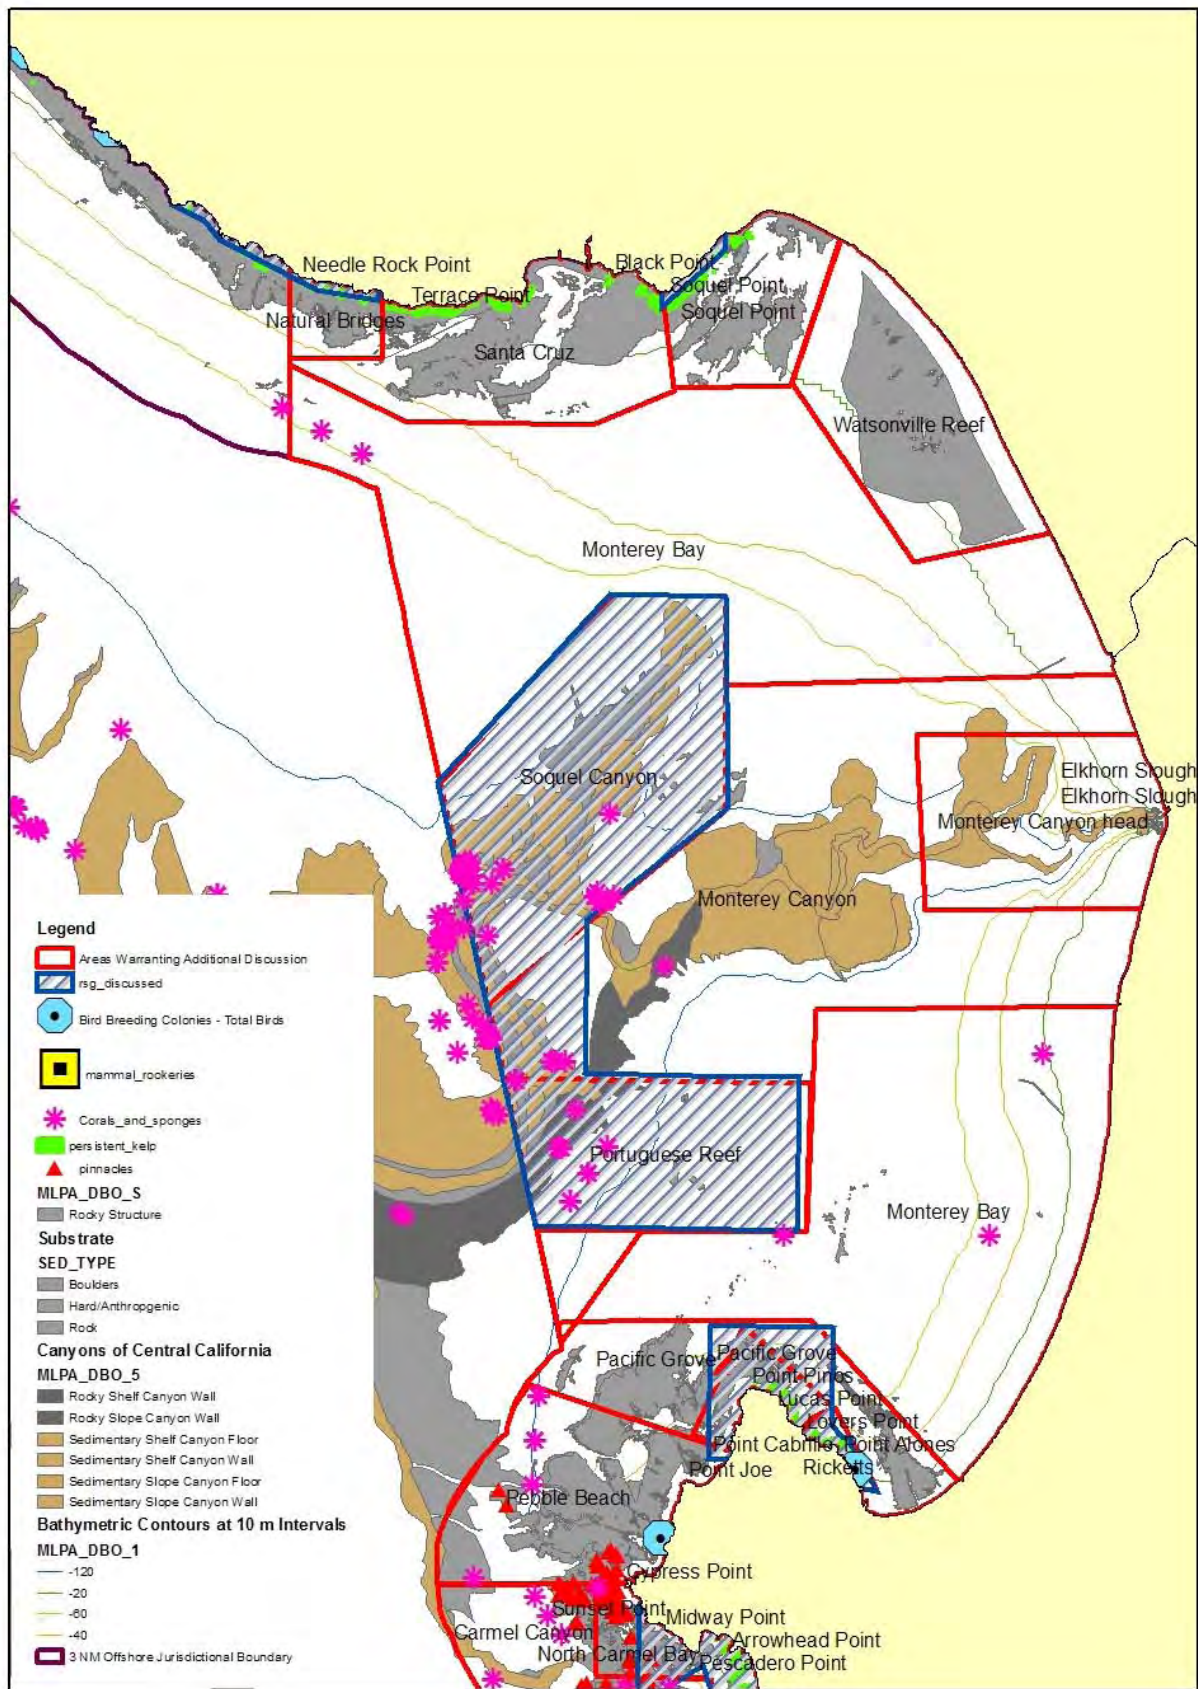 Needle Rock Point
Black Point
Terrace Point
Soquel Point
Natural Bridges
Soquel Point
Santa Cruz
Watsonville Reef
Monterey Bay
Soquel Canyon
Elkhorn Slough
Elkhorn Slough
Monterey Canyon head
Monterey Canyon
Portuguese Reef
Monterey Bay
Pacific Grove
Pacific Grove
Point Pinos
Lucas Point
Lovers Point
Point Cabrillo
Point Alones
Point Joe
Ricketts
Pebble Beach
Cypress Point
Sunset Point
Midway Point
Carmel Canyon
Arrowhead Point
North Carmel Bay
Pescadero Point
Legend
Areas Warranting Additional Discussion
rsg_discussed
Bird Breeding Colonies - Total Birds
mammal_rookeries
Corals_and_sponges
persistent_kelp
pinnacles
MLPA_DBO_S
Rocky Structure
Substrate
SED_TYPE
Boulders
Hard/Anthropgenic
Rock
Canyons of Central California
MLPA_DBO_5
Rocky Shelf Canyon Wall
Rocky Slope Canyon Wall
Sedimentary Shelf Canyon Floor
Sedimentary Shelf Canyon Wall
Sedimentary Slope Canyon Floor
Sedimentary Slope Canyon Wall
Bathymetric Contours at 10 m Intervals
MLPA_DBO_1
-120
-20
-60
-40
3 NM Offshore Jurisdictional Boundary